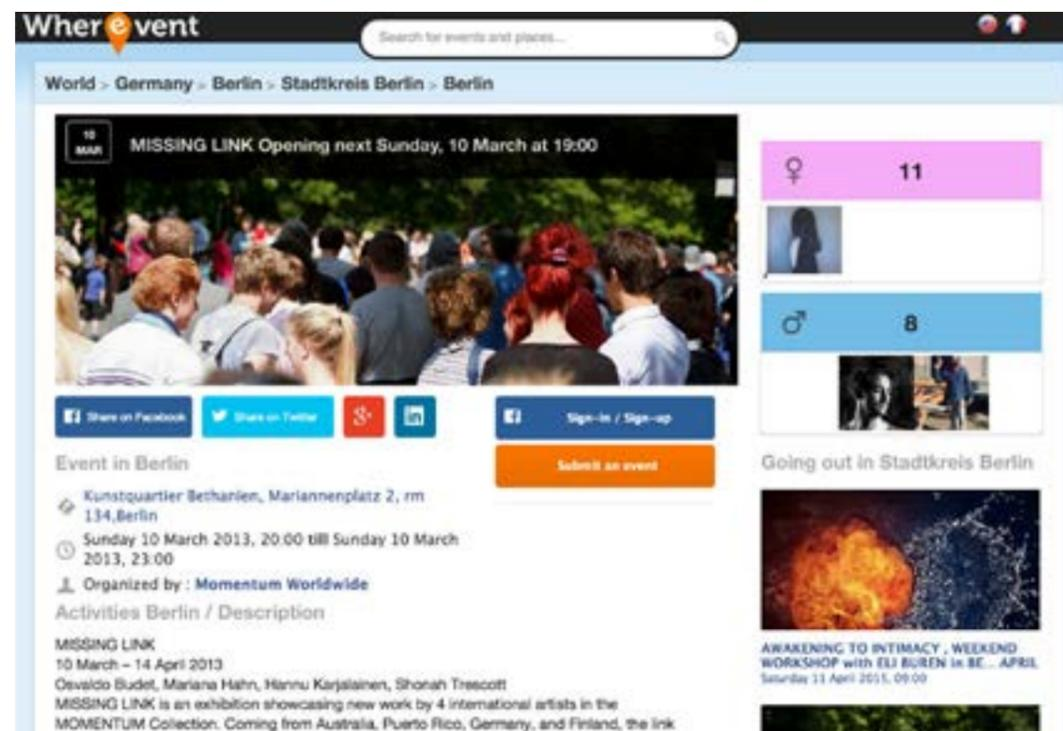 Wherevent
Search for events and places...
World > Germany > Berlin > Stadtkreis Berlin > Berlin
10
MAR
MISSING LINK Opening next Sunday, 10 March at 19:00
♀ 11
♂ 8
Share on Facebook
Share on Twitter
g+
in
Sign-in / Sign-up
Submit an event
Event in Berlin
Kunstquartier Bethanien, Mariannenplatz 2, rm
134,Berlin
Sunday 10 March 2013, 20:00 till Sunday 10 March
2013, 23:00
Organized by : Momentum Worldwide
Activities Berlin / Description
MISSING LINK
10 March – 14 April 2013
Osvaldo Budet, Mariana Hahn, Hannu Karjalainen, Shonah Trescott
MISSING LINK is an exhibition showcasing new work by 4 international artists in the
MOMENTUM Collection. Coming from Australia, Puerto Rico, Germany, and Finland, the link
Going out in Stadtkreis Berlin
AWAKENING TO INTIMACY , WEEKEND
WORKSHOP with ELI BUREN in BE... APRIL
Saturday 11 April 2015, 09:00